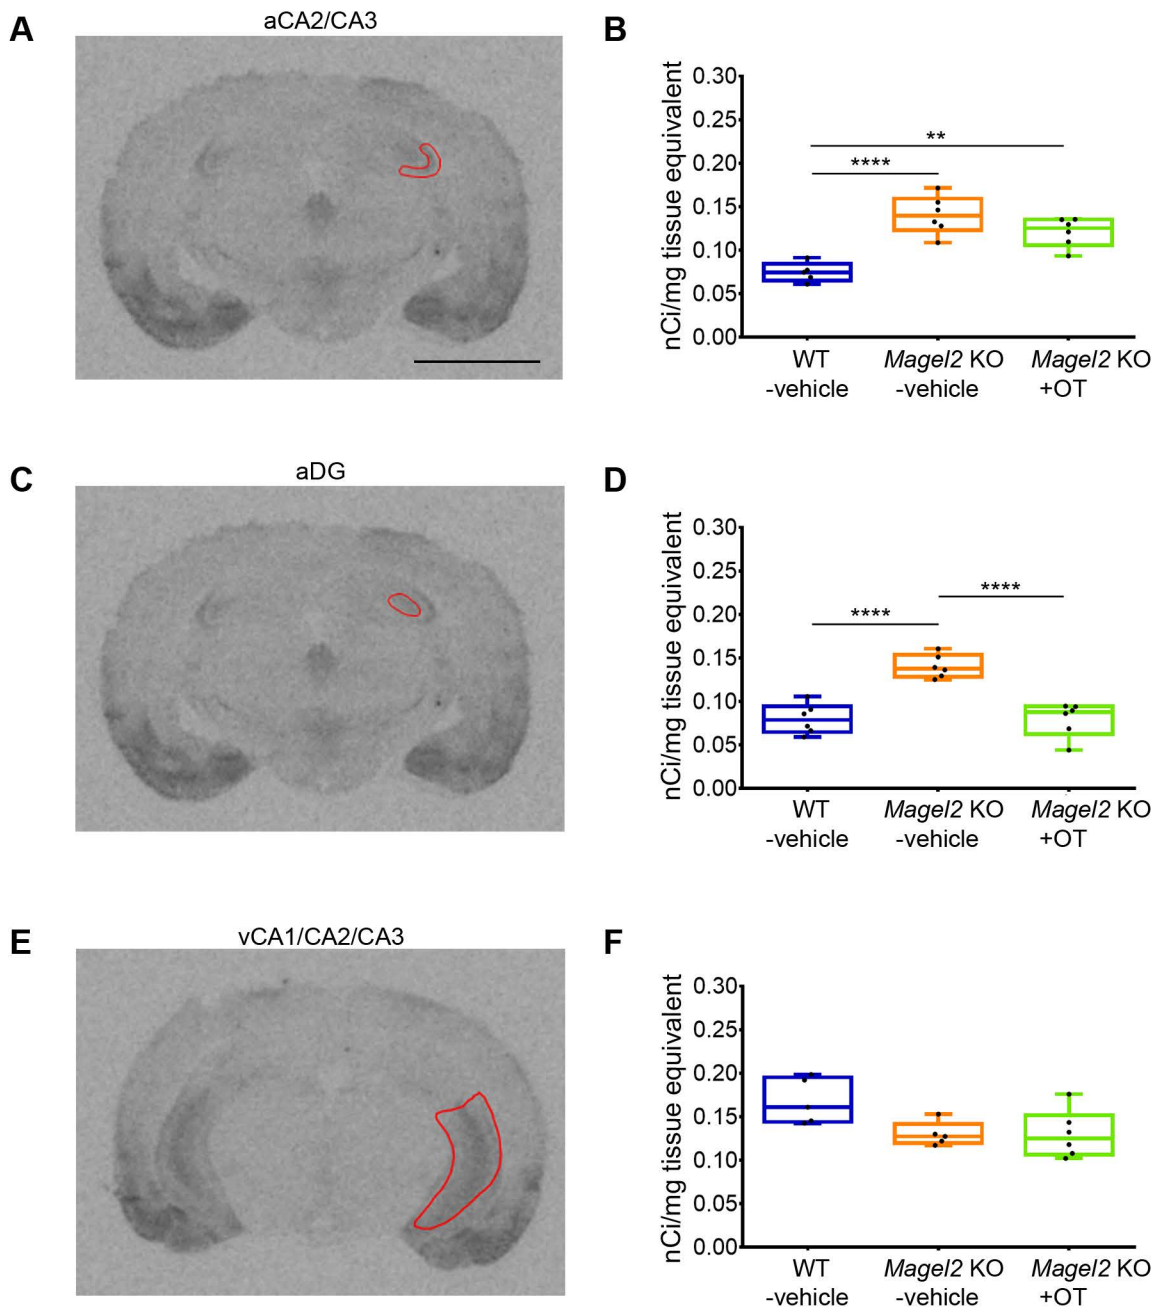 A
aCA2/CA3
B
nCi/mg tissue equivalent
0.30
0.25
0.20
0.15
0.10
0.05
0.00
**
****
WT
-vehicle
Magel2 KO
-vehicle
Magel2 KO
+OT
C
aDG
D
nCi/mg tissue equivalent
0.30
0.25
0.20
0.15
0.10
0.05
0.00
****
****
WT
-vehicle
Magel2 KO
-vehicle
Magel2 KO
+OT
E
vCA1/CA2/CA3
F
nCi/mg tissue equivalent
0.30
0.25
0.20
0.15
0.10
0.05
0.00
WT
-vehicle
Magel2 KO
-vehicle
Magel2 KO
+OT